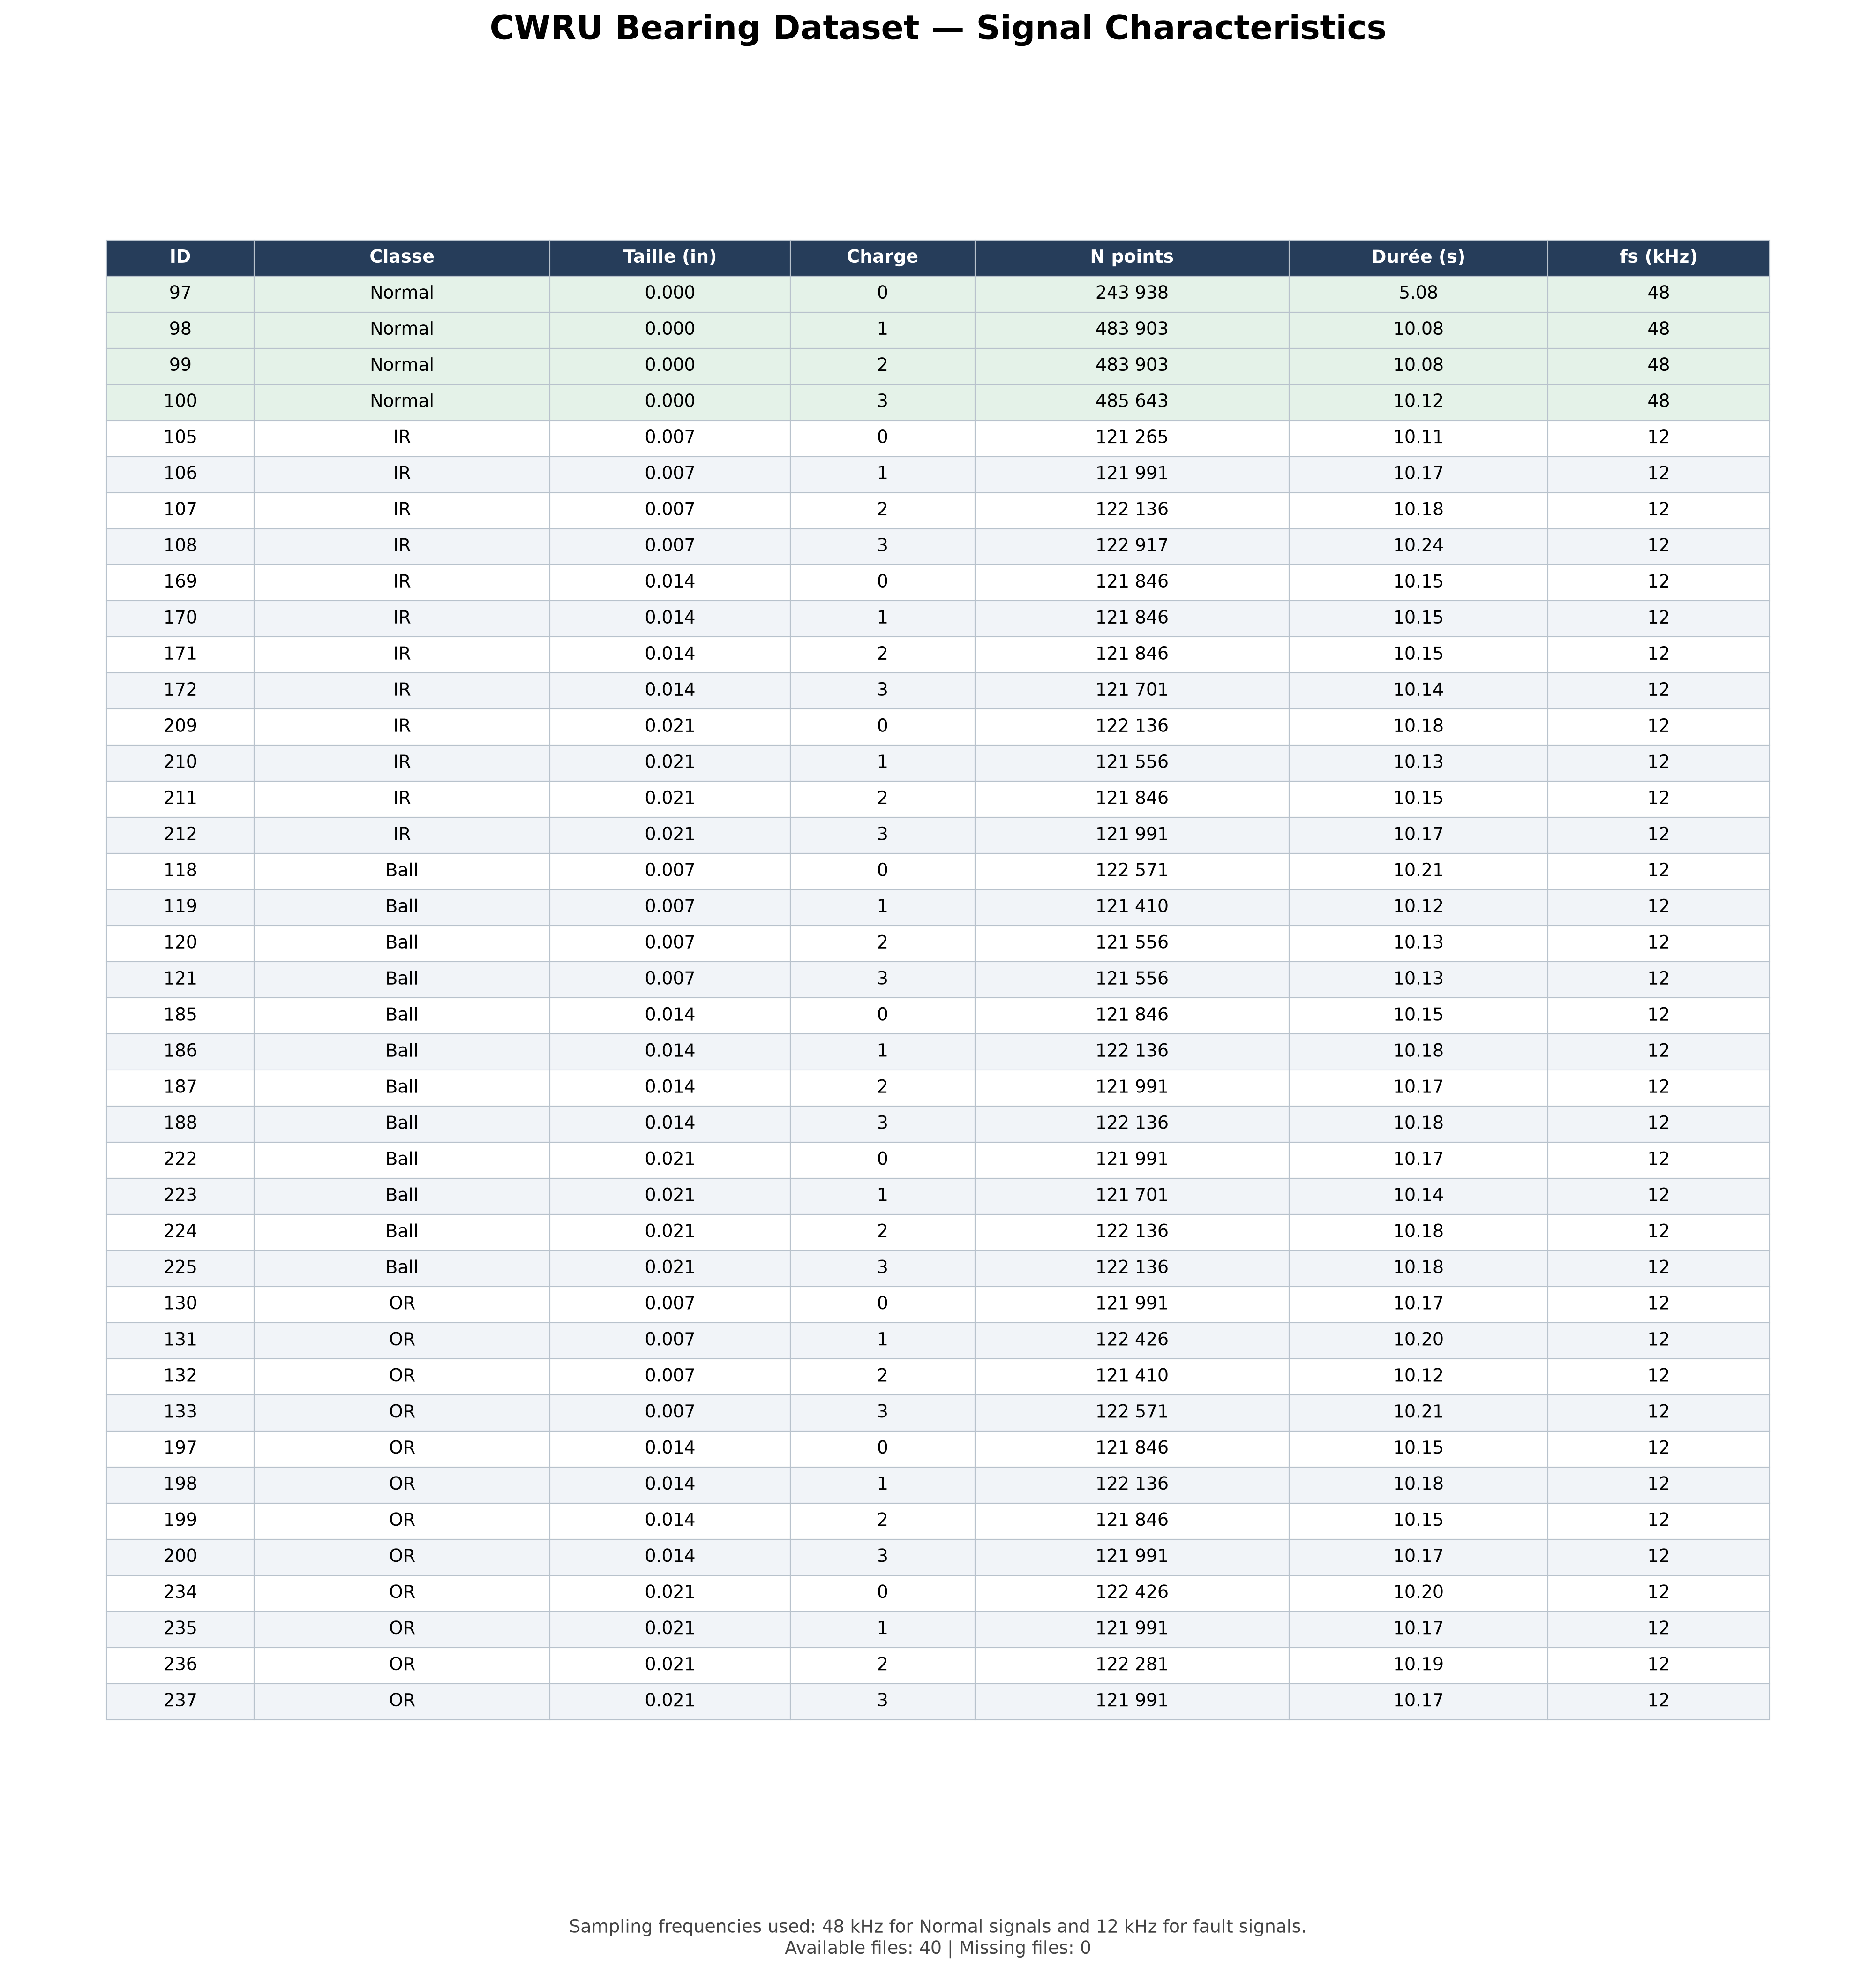 CWRU Bearing Dataset — Signal Characteristics
ID Classe Taille (in) Charge N points Durée (s) fs (kHz)
97 Normal 0.000 0 243 938 5.08 48
98 Normal 0.000 1 483 903 10.08 48
99 Normal 0.000 2 483 903 10.08 48
100 Normal 0.000 3 485 643 10.12 48
105 IR 0.007 0 121 265 10.11 12
106 IR 0.007 1 121 991 10.17 12
107 IR 0.007 2 122 136 10.18 12
108 IR 0.007 3 122 917 10.24 12
169 IR 0.014 0 121 846 10.15 12
170 IR 0.014 1 121 846 10.15 12
171 IR 0.014 2 121 846 10.15 12
172 IR 0.014 3 121 701 10.14 12
209 IR 0.021 0 122 136 10.18 12
210 IR 0.021 1 121 556 10.13 12
211 IR 0.021 2 121 846 10.15 12
212 IR 0.021 3 121 991 10.17 12
118 Ball 0.007 0 122 571 10.21 12
119 Ball 0.007 1 121 410 10.12 12
120 Ball 0.007 2 121 556 10.13 12
121 Ball 0.007 3 121 556 10.13 12
185 Ball 0.014 0 121 846 10.15 12
186 Ball 0.014 1 122 136 10.18 12
187 Ball 0.014 2 121 991 10.17 12
188 Ball 0.014 3 122 136 10.18 12
222 Ball 0.021 0 121 991 10.17 12
223 Ball 0.021 1 121 701 10.14 12
224 Ball 0.021 2 122 136 10.18 12
225 Ball 0.021 3 122 136 10.18 12
130 OR 0.007 0 121 991 10.17 12
131 OR 0.007 1 122 426 10.20 12
132 OR 0.007 2 121 410 10.12 12
133 OR 0.007 3 122 571 10.21 12
197 OR 0.014 0 121 846 10.15 12
198 OR 0.014 1 122 136 10.18 12
199 OR 0.014 2 121 846 10.15 12
200 OR 0.014 3 121 991 10.17 12
234 OR 0.021 0 122 426 10.20 12
235 OR 0.021 1 121 991 10.17 12
236 OR 0.021 2 122 281 10.19 12
237 OR 0.021 3 121 991 10.17 12
Sampling frequencies used: 48 kHz for Normal signals and 12 kHz for fault signals.
Available files: 40 | Missing files: 0